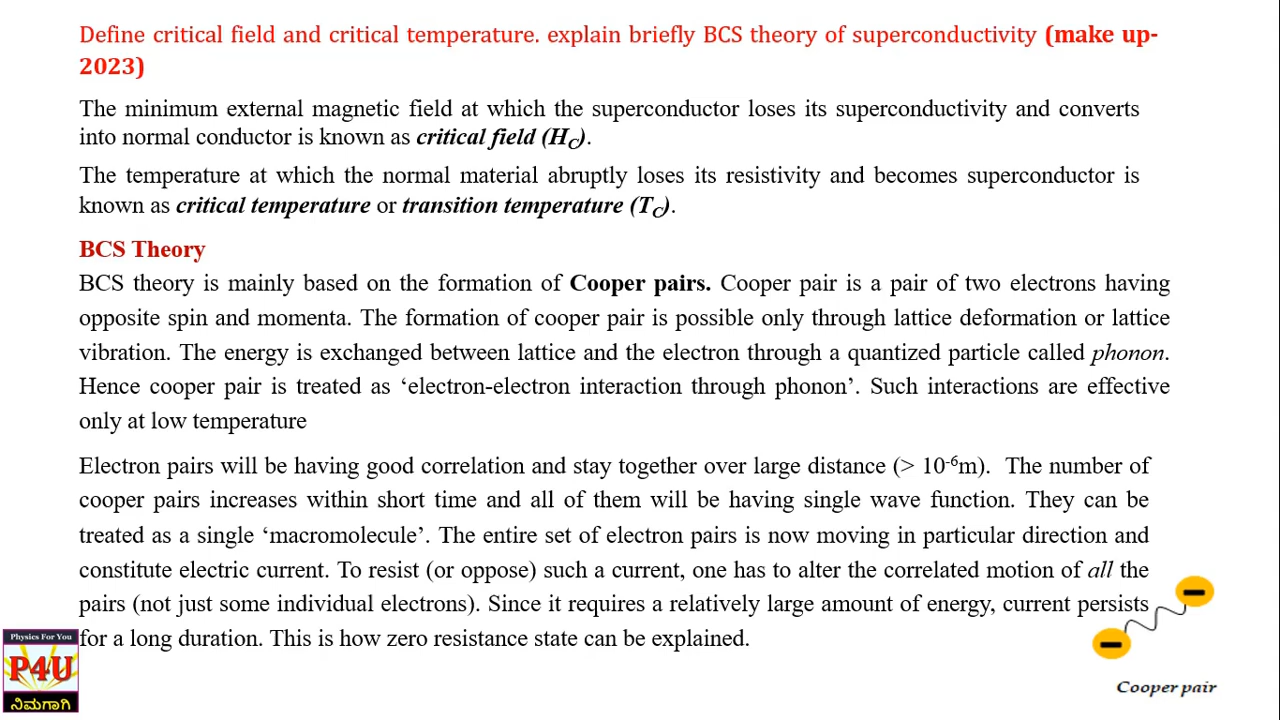 Define critical field and critical temperature. explain briefly BCS theory of superconductivity (make up-
2023)
The minimum external magnetic field at which the superconductor loses its superconductivity and converts
into normal conductor is known as critical field (HC).
The temperature at which the normal material abruptly loses its resistivity and becomes superconductor is
known as critical temperature or transition temperature (TC).
BCS Theory
BCS theory is mainly based on the formation of Cooper pairs. Cooper pair is a pair of two electrons having
opposite spin and momenta. The formation of cooper pair is possible only through lattice deformation or lattice
vibration. The energy is exchanged between lattice and the electron through a quantized particle called phonon.
Hence cooper pair is treated as ‘electron-electron interaction through phonon’. Such interactions are effective
only at low temperature
Electron pairs will be having good correlation and stay together over large distance (> 10⁻⁶m). The number of
cooper pairs increases within short time and all of them will be having single wave function. They can be
treated as a single ‘macromolecule’. The entire set of electron pairs is now moving in particular direction and
constitute electric current. To resist (or oppose) such a current, one has to alter the correlated motion of all the
pairs (not just some individual electrons). Since it requires a relatively large amount of energy, current persists
for a long duration. This is how zero resistance state can be explained.
Cooper pair
Physics For You
P4U
ನಿಮಗಾಗಿ